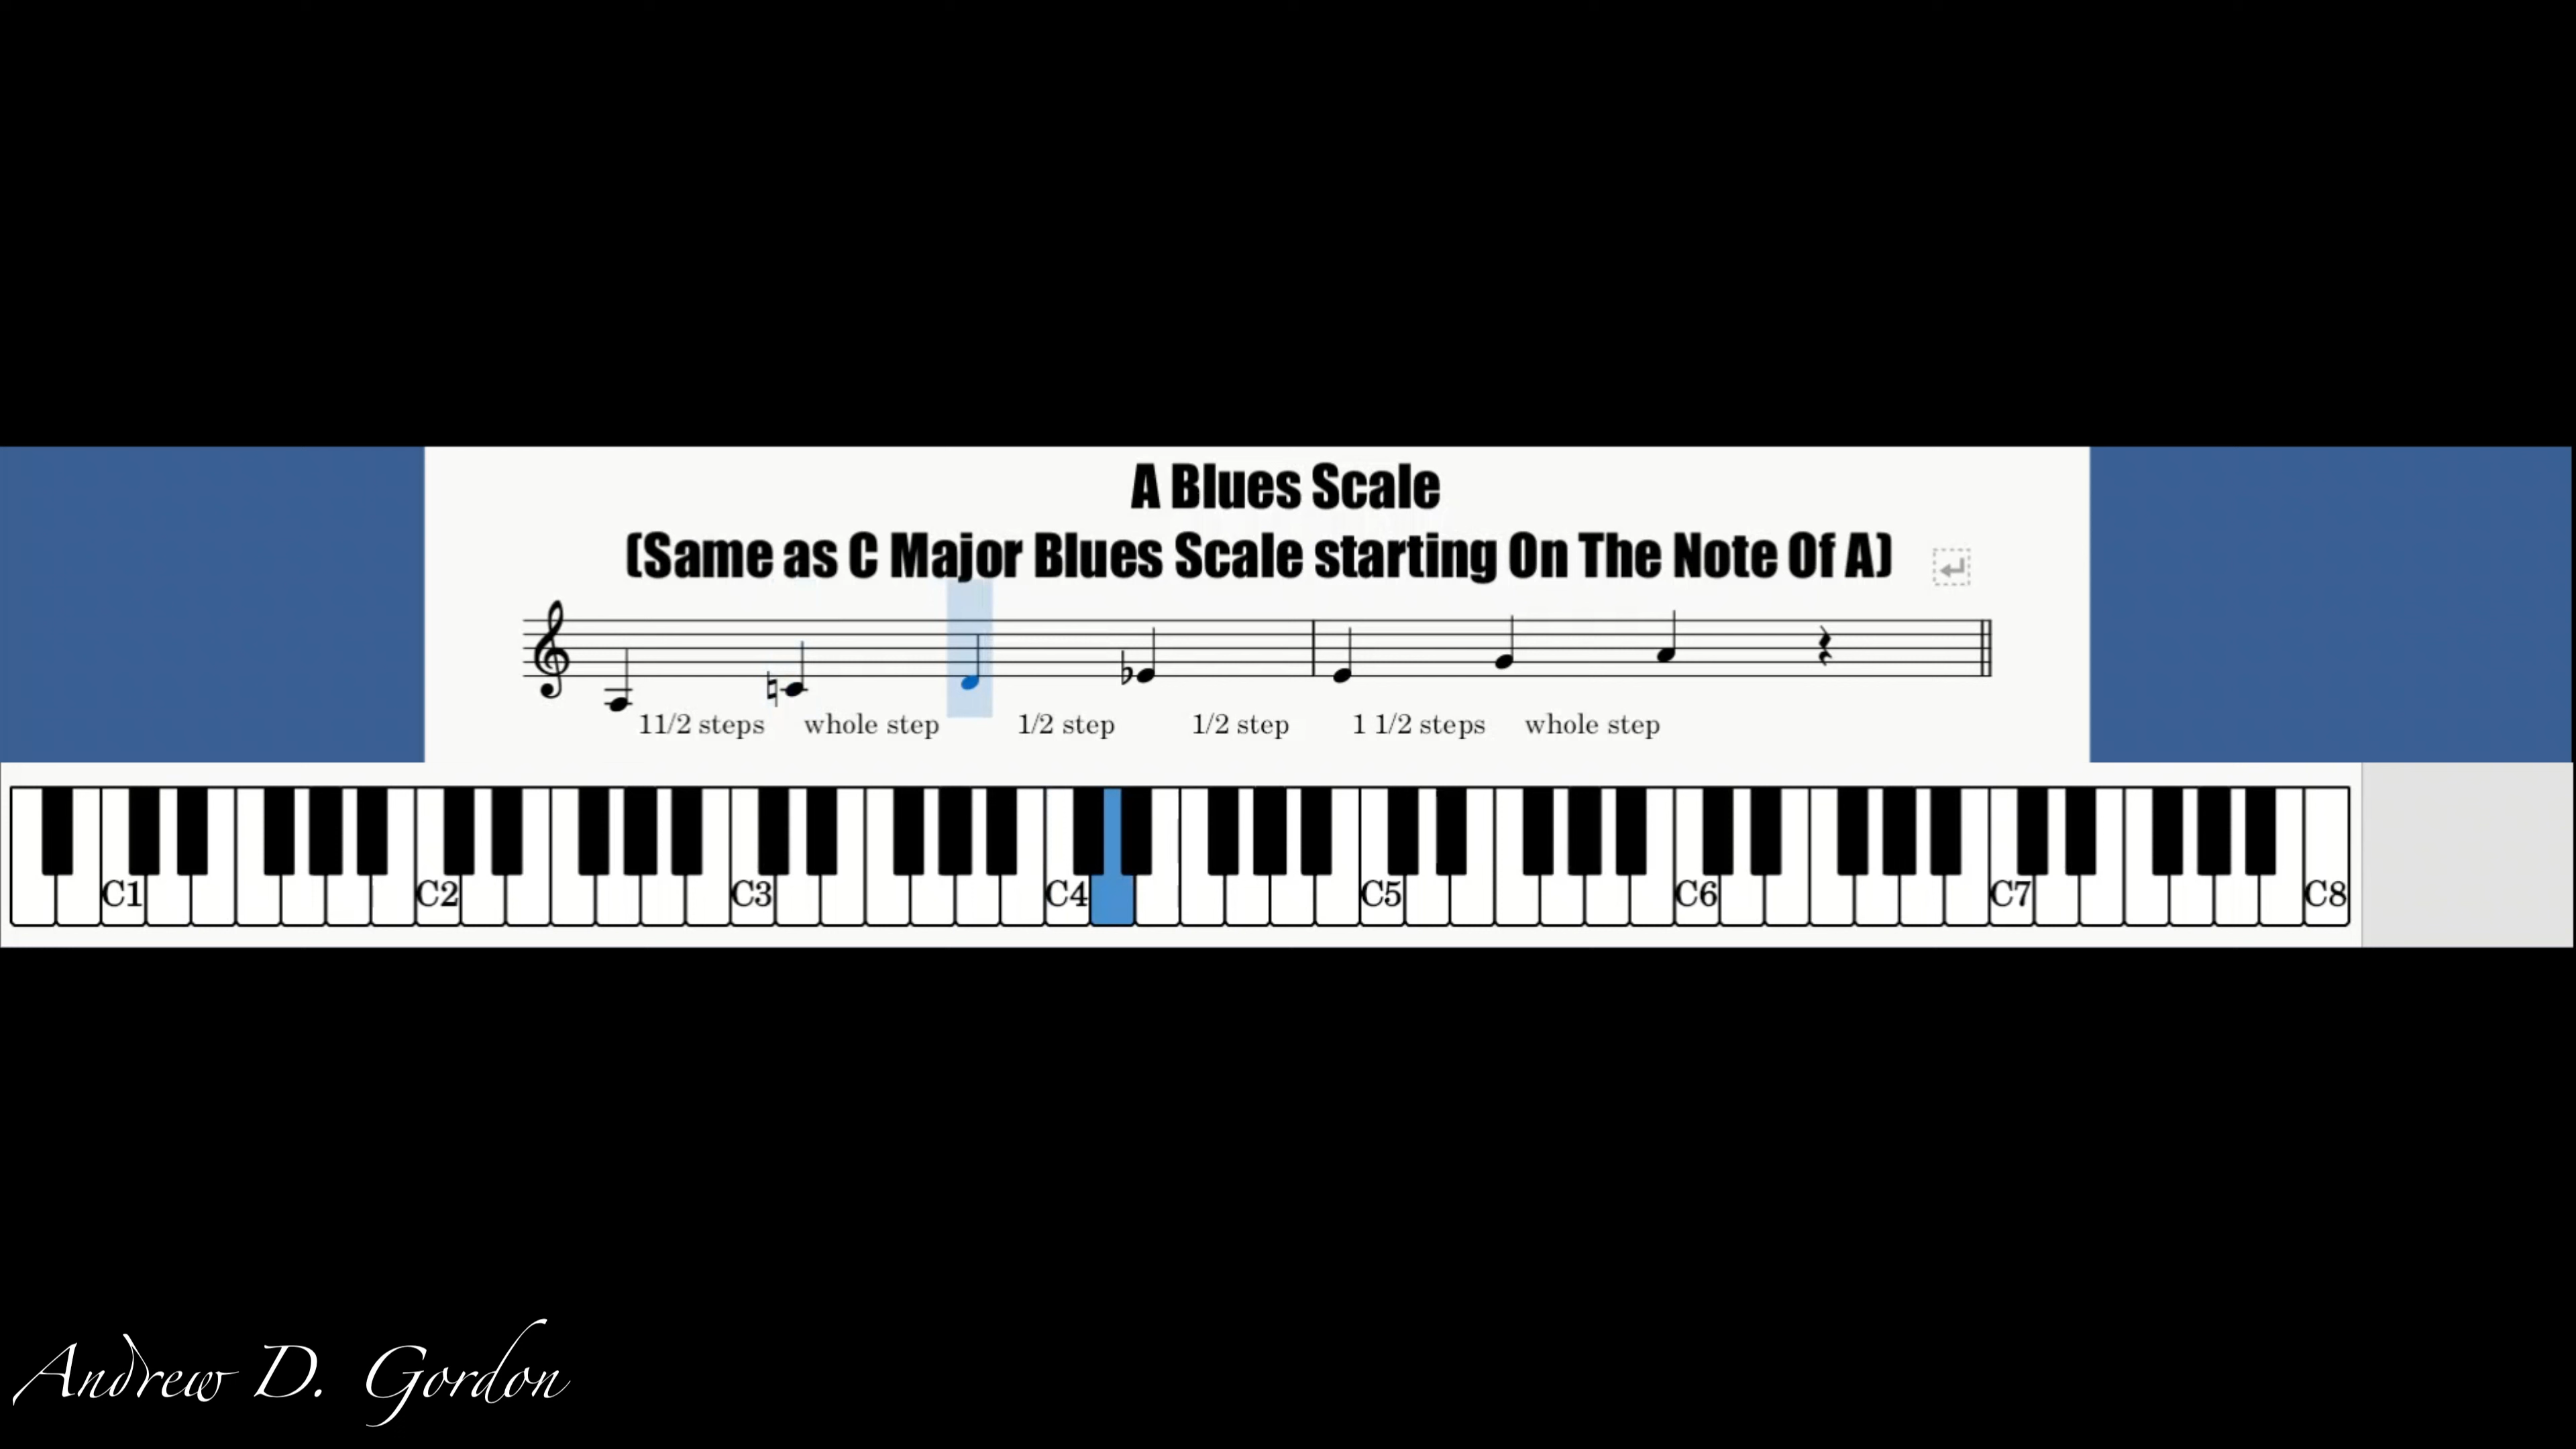 A Blues Scale
(Same as C Major Blues Scale starting On The Note Of A)
11/2 steps whole step 1/2 step 1/2 step 1 1/2 steps whole step
C1 C2 C3 C4 C5 C6 C7 C8
Andrew D. Gordon